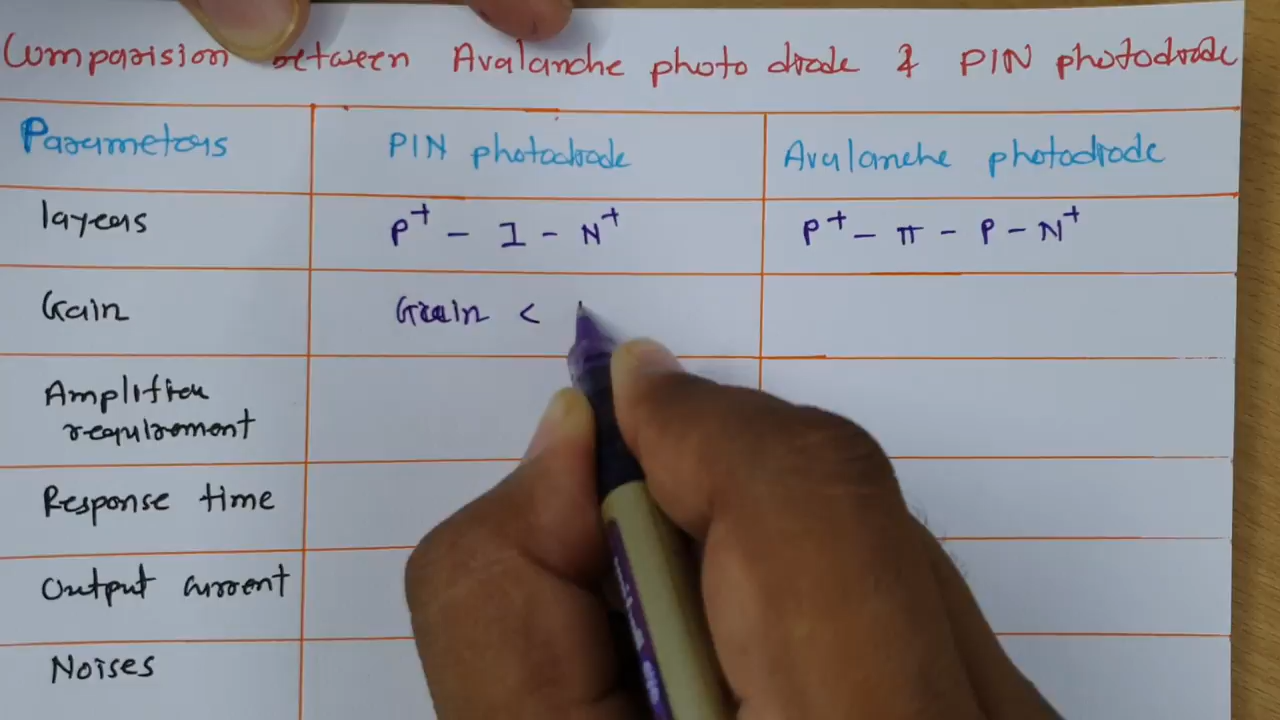 Comparision between Avalanche photo diode & PIN photodiode
Parameters PIN photodiode Avalanche photodiode
layers P+ - I - N+ P+ - π - P - N+
Gain Gain <
Amplifier
requirement
Response time
Output current
Noises